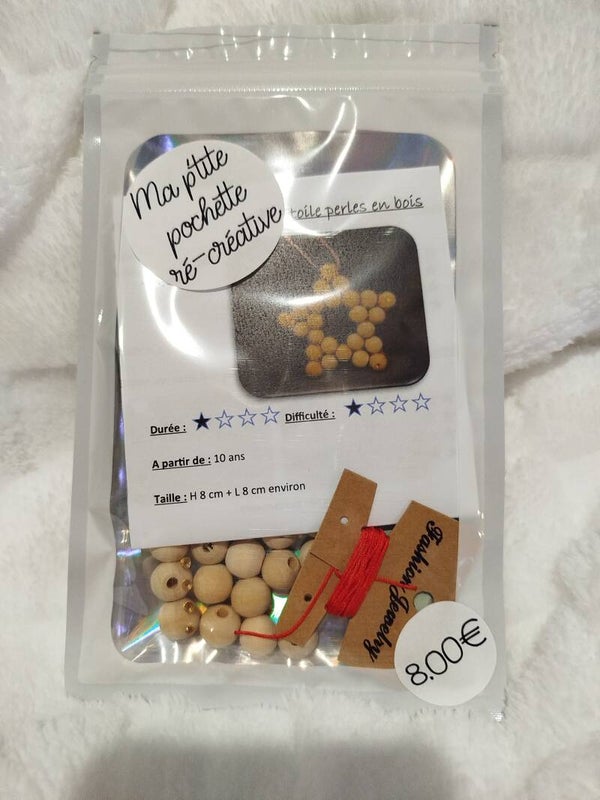 Ma p'tite
pochette
ré-créative
toile perles en bois
Durée :
Difficulté :
A partir de : 10 ans
Taille : H 8 cm + L 8 cm environ
Fashion Jewelry
8.00€